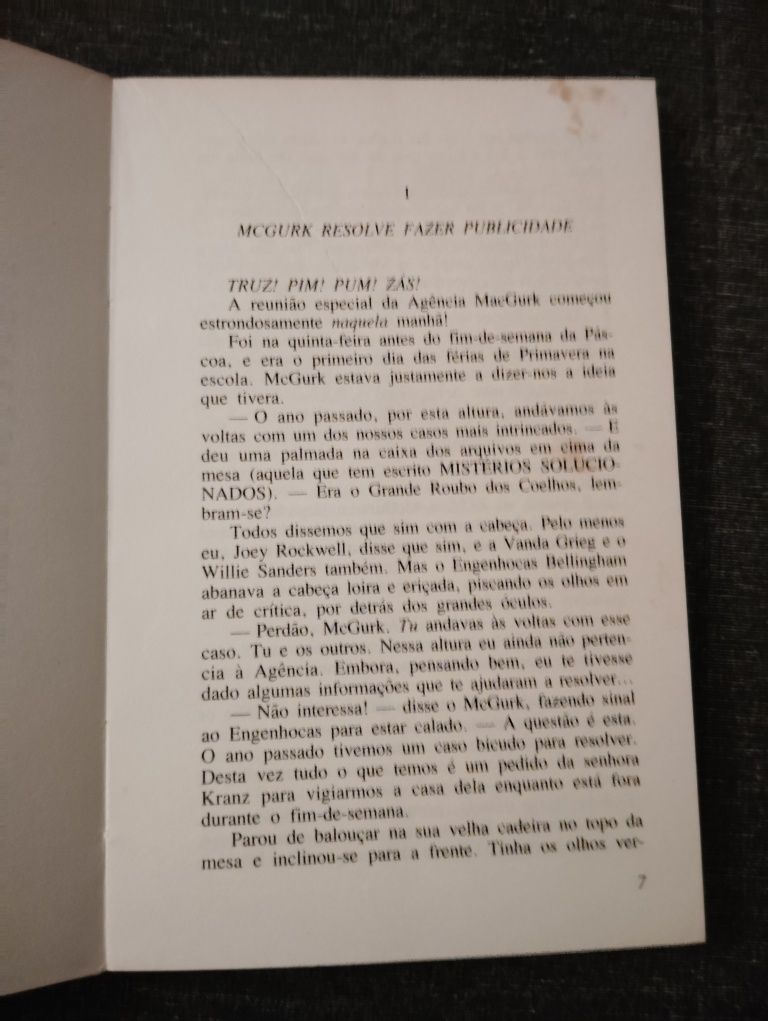 1
MCGURK RESOLVE FAZER PUBLICIDADE
TRUZ! PIM! PUM! ZÁS!
A reunião especial da Agência MacGurk começou
estrondosamente naquela manhã!
Foi na quinta-feira antes do fim-de-semana da Pás-
coa, e era o primeiro dia das férias de Primavera na
escola. McGurk estava justamente a dizer-nos a ideia
que tivera.
— O ano passado, por esta altura, andávamos às
voltas com um dos nossos casos mais intrincados. — E
deu uma palmada na caixa dos arquivos em cima da
mesa (aquela que tem escrito MISTÉRIOS SOLUCIO-
NADOS). — Era o Grande Roubo dos Coelhos, lem-
bram-se?
Todos dissemos que sim com a cabeça. Pelo menos
eu, Joey Rockwell, disse que sim, e a Vanda Grieg e o
Willie Sanders também. Mas o Engenhocas Bellingham
abanava a cabeça loira e eriçada, piscando os olhos em
ar de crítica, por detrás dos grandes óculos.
— Perdão, McGurk. Tu andavas às voltas com esse
caso. Tu e os outros. Nessa altura eu ainda não perten-
cia à Agência. Embora, pensando bem, eu te tivesse
dado algumas informações que te ajudaram a resolver...
— Não interessa! — disse o McGurk, fazendo sinal
ao Engenhocas para estar calado. — A questão é esta.
O ano passado tivemos um caso bicudo para resolver.
Desta vez tudo o que temos é um pedido da senhora
Kranz para vigiarmos a casa dela enquanto está fora
durante o fim-de-semana.
Parou de balouçar na sua velha cadeira no topo da
mesa e inclinou-se para a frente. Tinha os olhos ver-
7